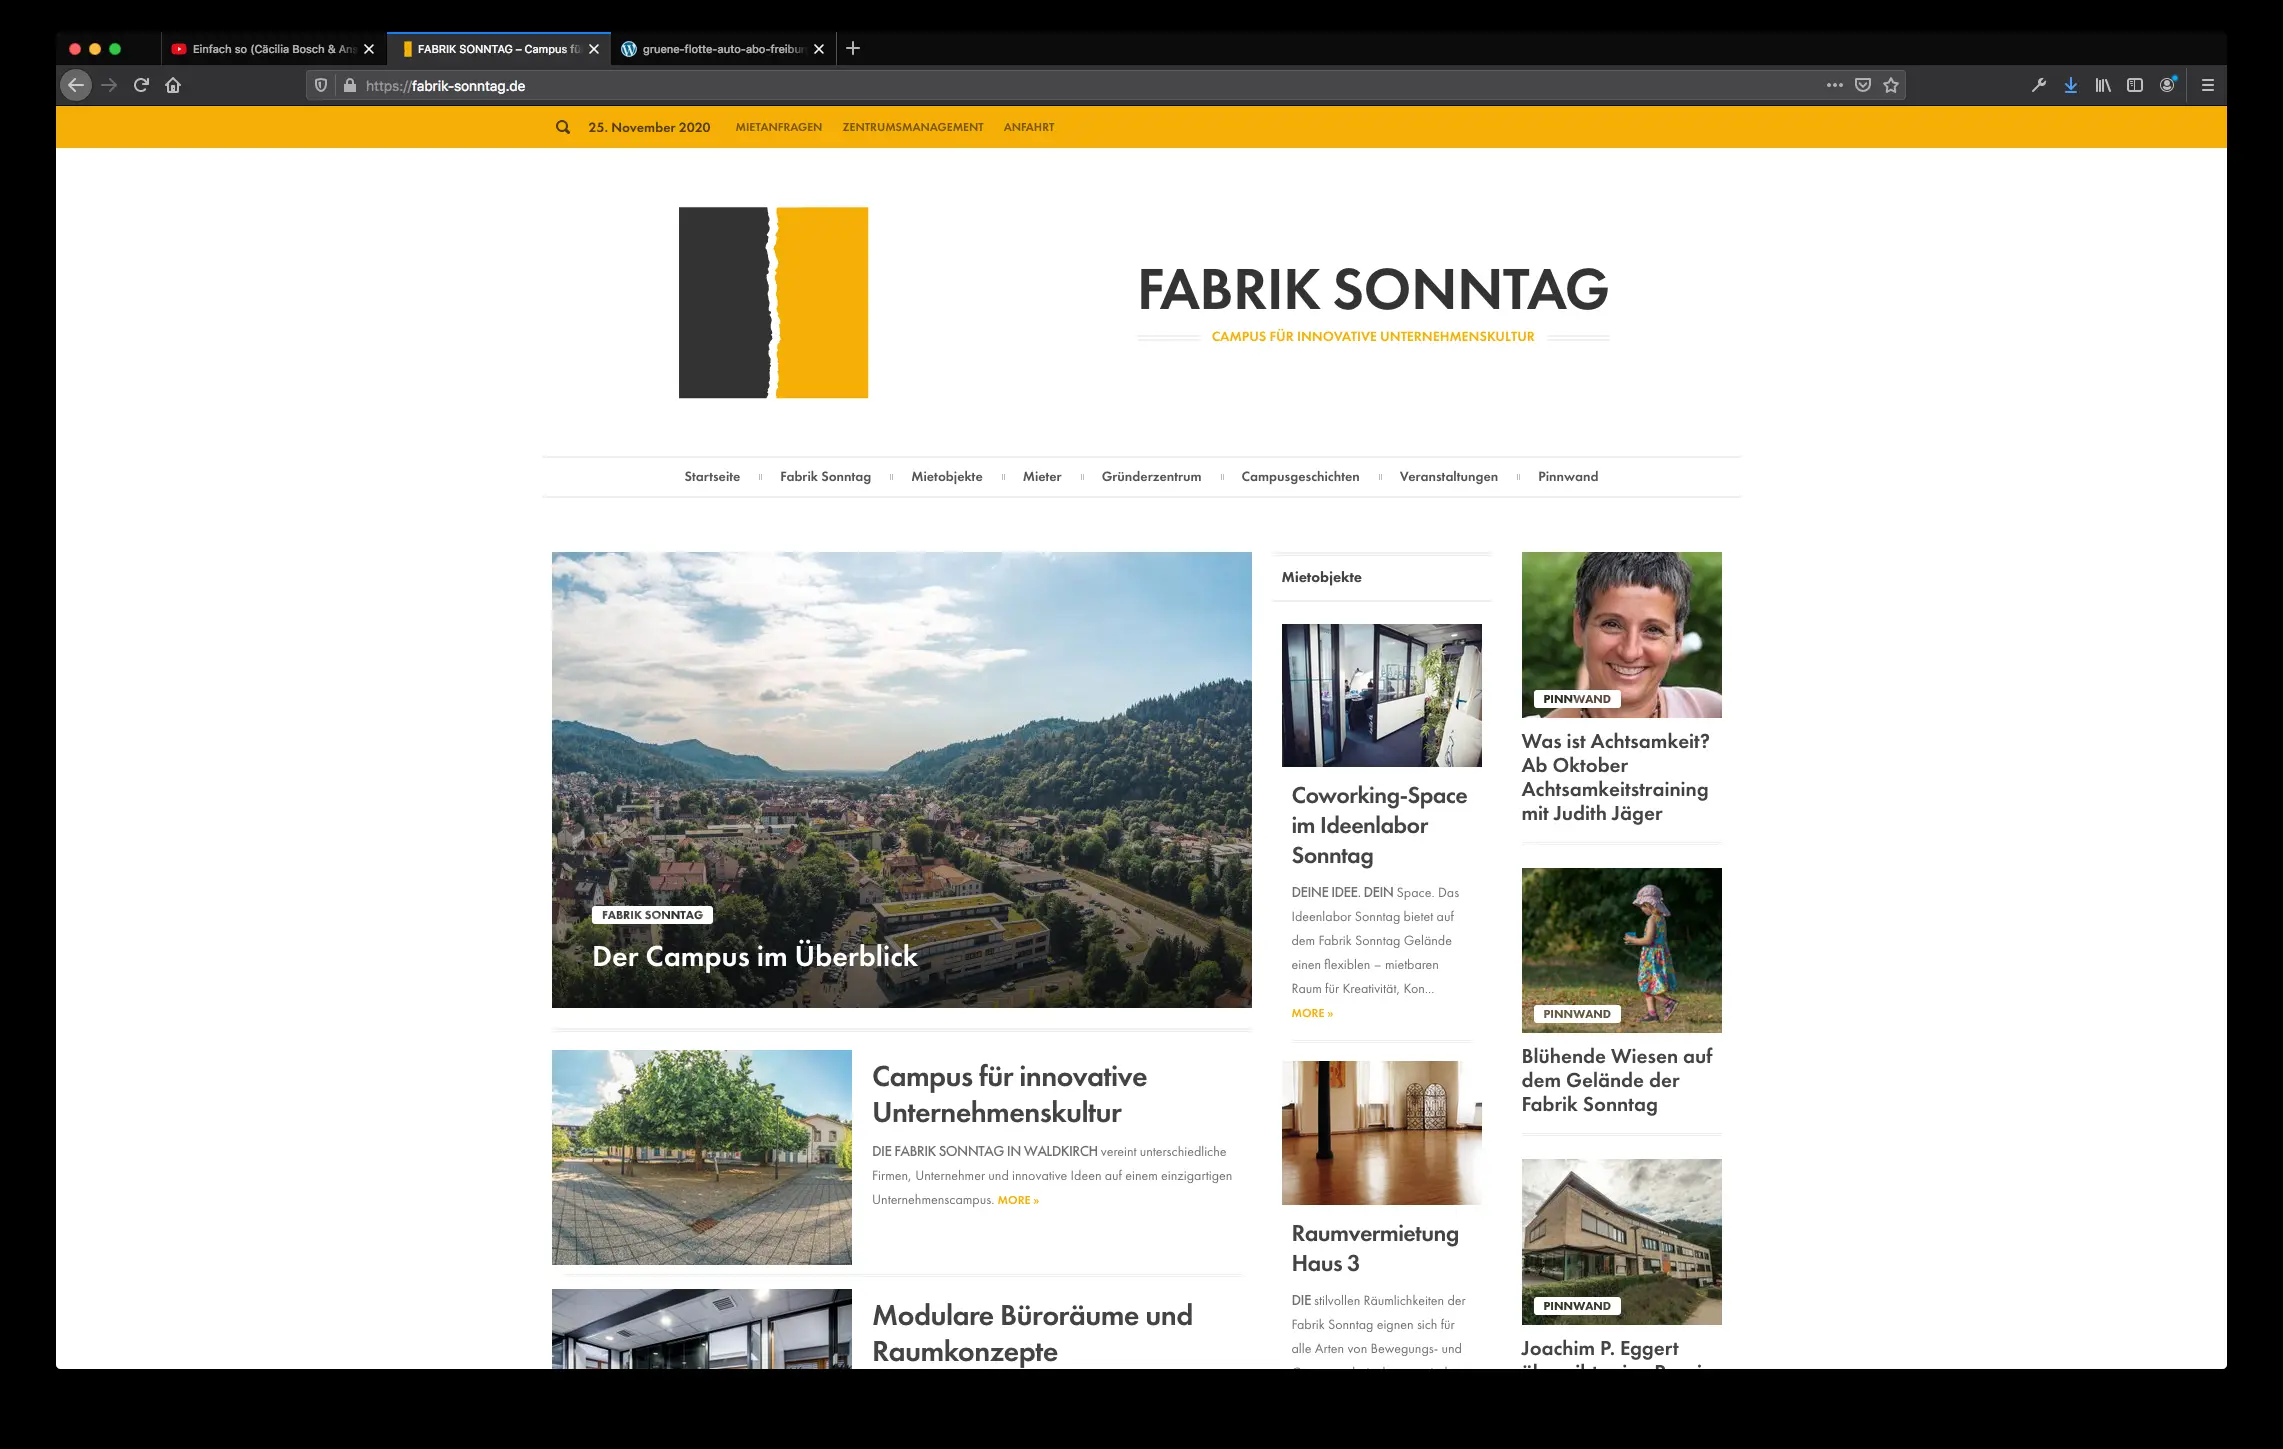 Einfach so (Cäcilia Bosch &
FABRIK SONNTAG – Campus fü
gruene-flotte-auto-abo-freibur
https://fabrik-sonntag.de
25. November 2020 MIETANFRAGEN ZENTRUMSMANAGEMENT ANFAHRT
FABRIK SONNTAG
CAMPUS FÜR INNOVATIVE UNTERNEHMENSKULTUR
Startseite Fabrik Sonntag Mietobjekte Mieter Gründerzentrum Campusgeschichten Veranstaltungen Pinnwand
FABRIK SONNTAG
Der Campus im Überblick
Campus für innovative
Unternehmenskultur
DIE FABRIK SONNTAG IN WALDKIRCH vereint unterschiedliche
Firmen, Unternehmer und innovative Ideen auf einem einzigartigen
Unternehmenscampus. MORE »
Modulare Büroräume und
Raumkonzepte
Mietobjekte
Coworking-Space
im Ideenlabor
Sonntag
DEINE IDEE. DEIN Space. Das
Ideenlabor Sonntag bietet auf
dem Fabrik Sonntag Gelände
einen flexiblen – mietbaren
Raum für Kreativität, Kon...
MORE »
Raumvermietung
Haus 3
DIE stilvollen Räumlichkeiten der
Fabrik Sonntag eignen sich für
alle Arten von Bewegungs- und
PINNWAND
Was ist Achtsamkeit?
Ab Oktober
Achtsamkeitstraining
mit Judith Jäger
PINNWAND
Blühende Wiesen auf
dem Gelände der
Fabrik Sonntag
PINNWAND
Joachim P. Eggert